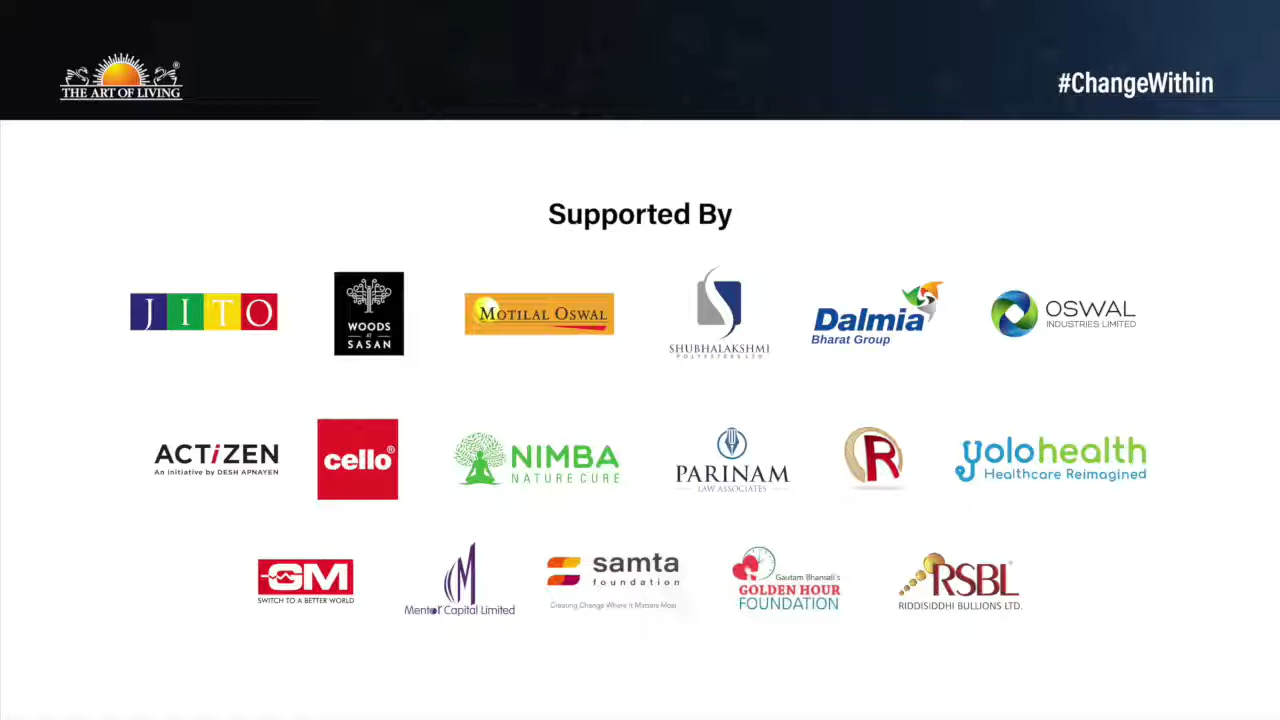 THE ART OF LIVING
#ChangeWithin
Supported By
JITO
WOODS
AT
SASAN
MOTILAL OSWAL
SHUBHALAKSHMI
POLYESTERS LTD
Dalmia
Bharat Group
OSWAL
INDUSTRIES LIMITED
ACTiZEN
An initiative by DESH APNAYEN
cello®
NIMBA
NATURE CURE
PARINAM
LAW ASSOCIATES
R
yolohealth
Healthcare Reimagined
GM
SWITCH TO A BETTER WORLD
Mentor Capital Limited
samta
foundation
Creating Change Where It Matters Most
Gautam Bhansali's
GOLDEN HOUR
FOUNDATION
RSBL
RIDDISIDDHI BULLIONS LTD.